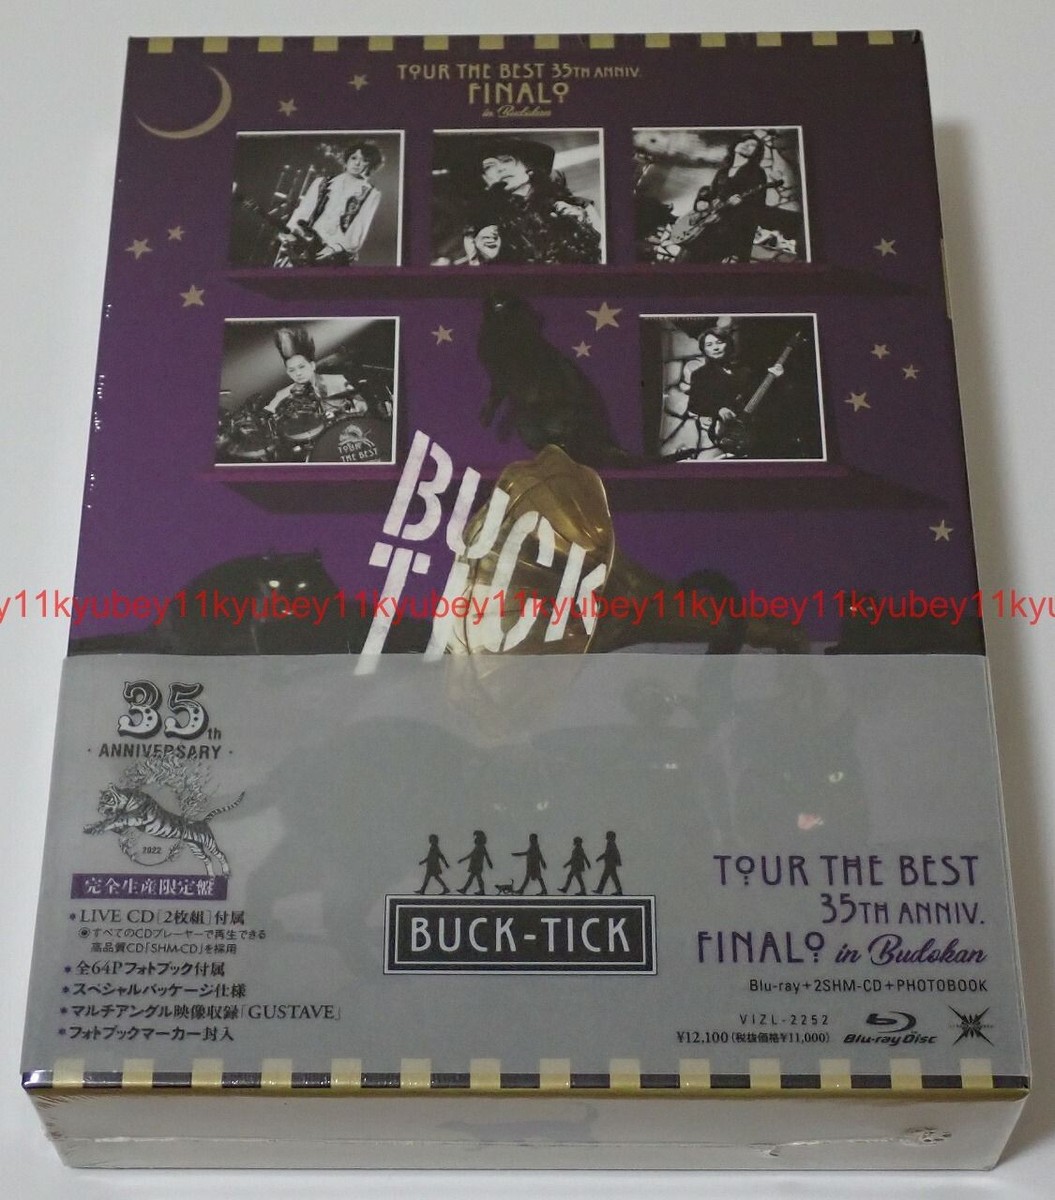 TOUR THE BEST 35TH ANNIV.
FINALO
in Budokan
TOUR
THE BEST
BUCK
TICK
y11kyubey11kyubey11kyubey11kyubey11kyubey11kyubey11kyubey11kyu
35th
・ANNIVERSARY・
2022
完全生産限定盤
•LIVE CD[2枚組]付属
◉すべてのCDプレーヤーで再生できる
高品質CD「SHM-CD」を採用
•全64Pフォトブック付属
•スペシャルパッケージ仕様
•マルチアングル映像収録「GUSTAVE」
•フォトブックマーカー封入
BUCK-TICK
TOUR THE BEST
35TH ANNIV.
FINALO in Budokan
Blu-ray+2SHM-CD+PHOTOBOOK
VIZL-2252
¥12,100(税抜価格¥11,000)
Blu-ray Disc